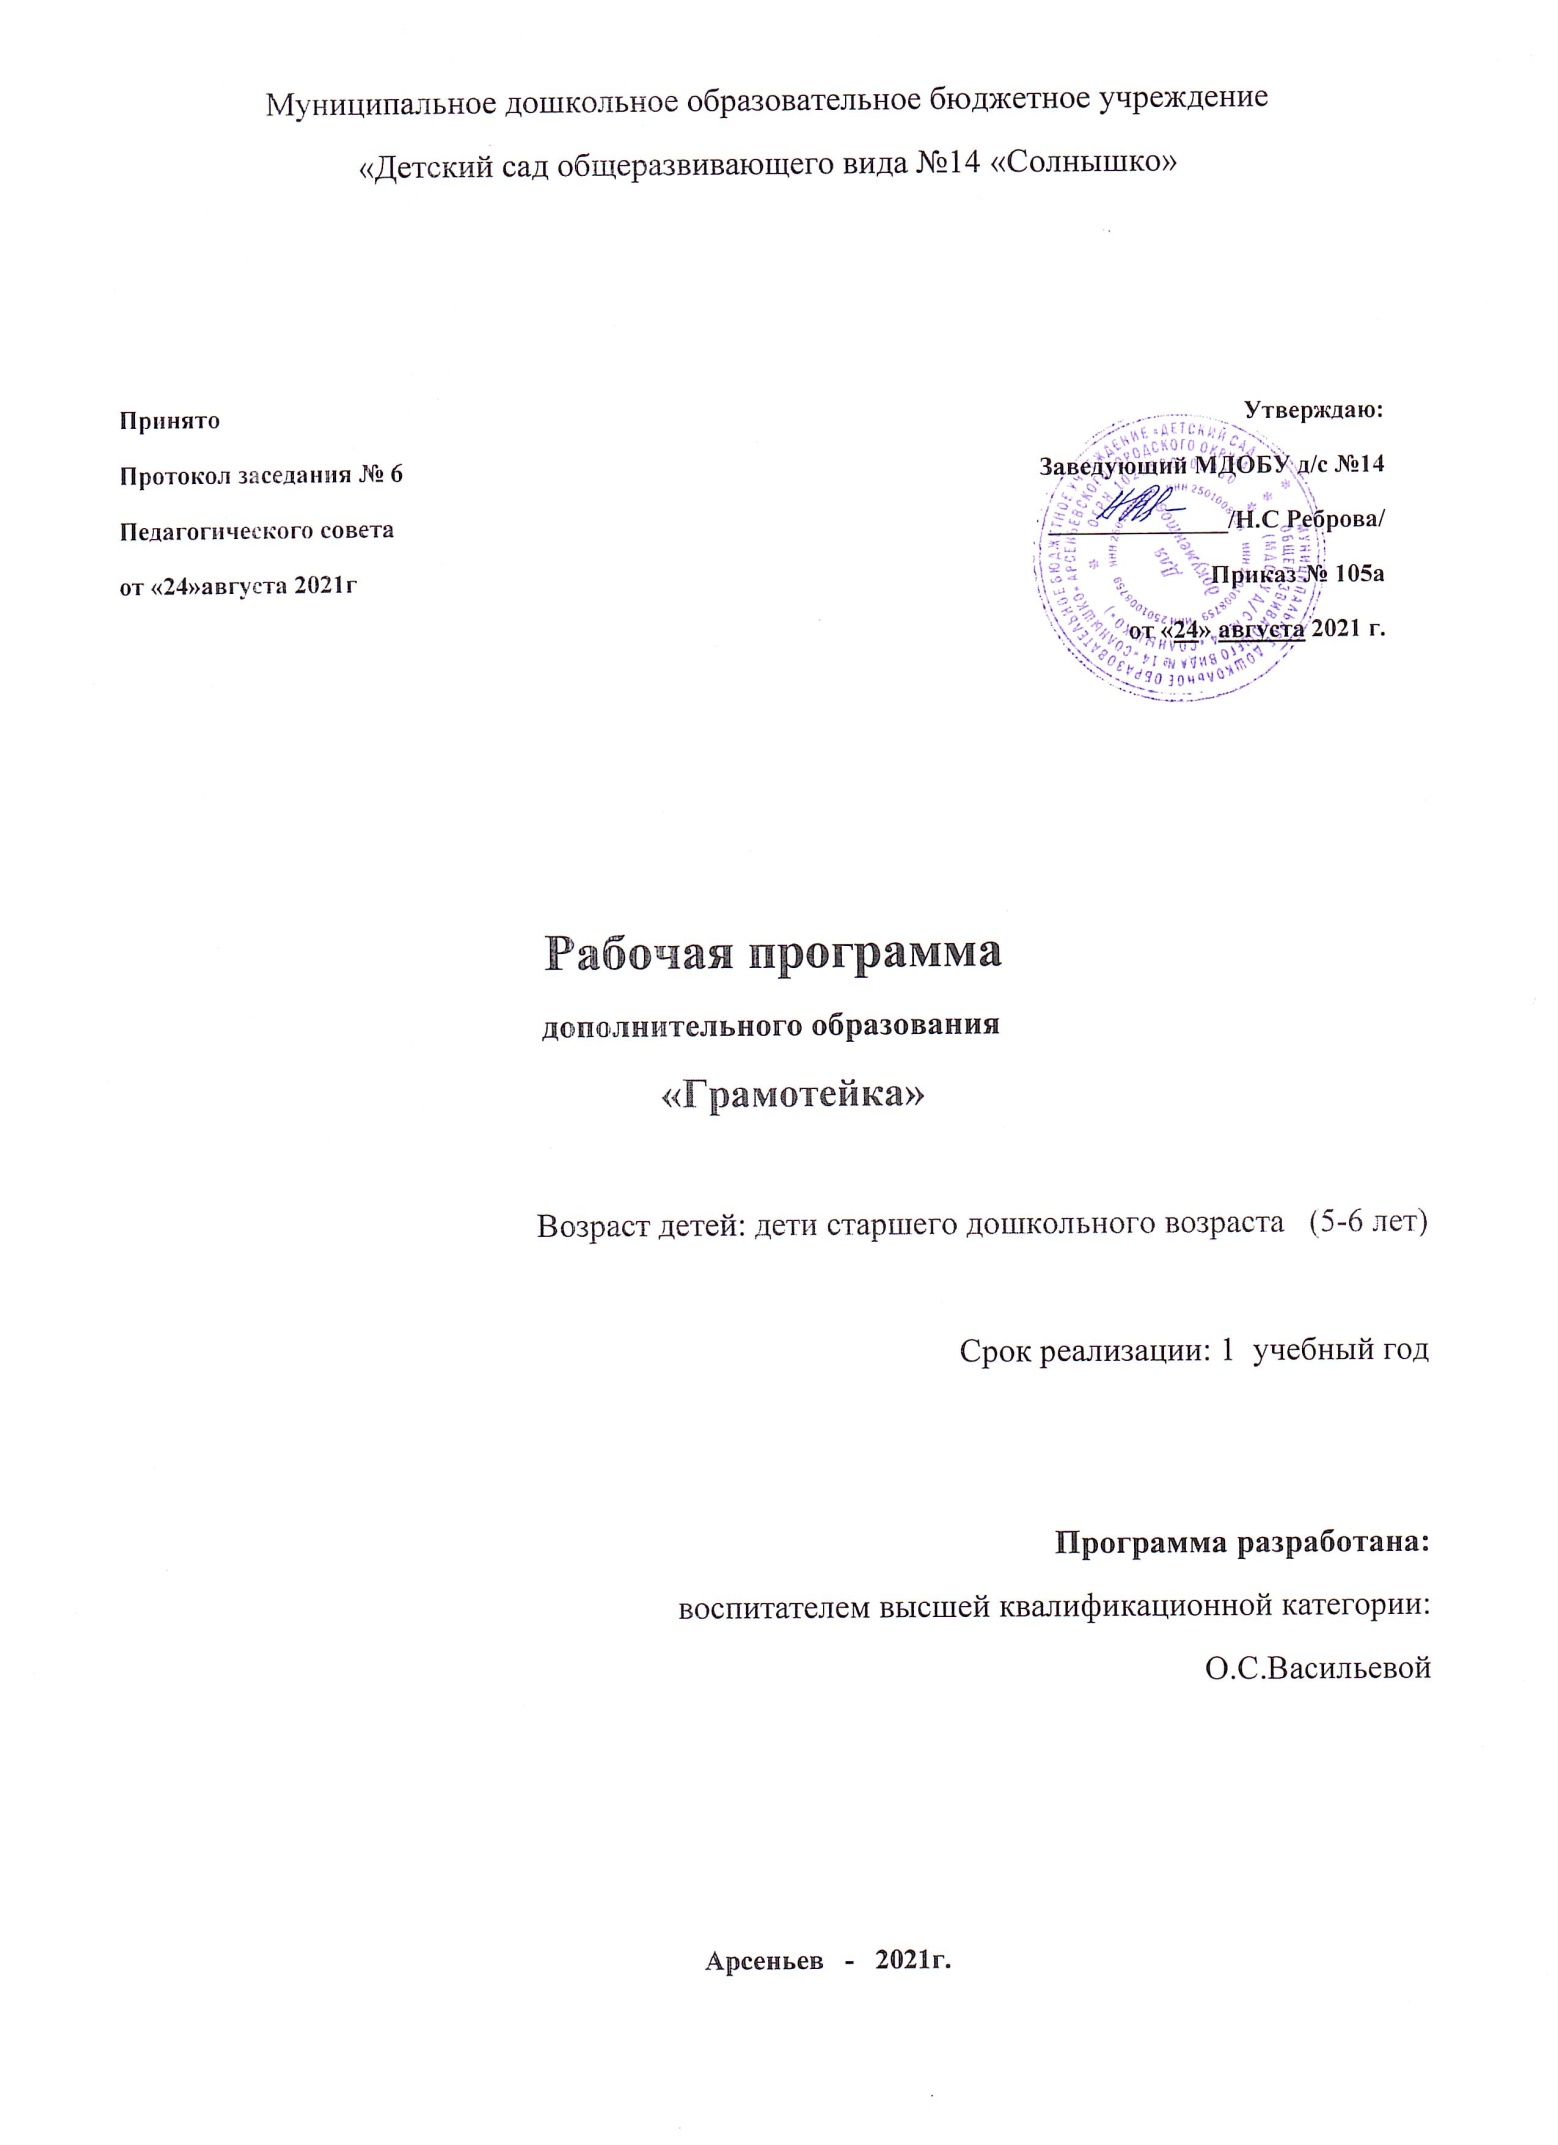 Муниципальное дошкольное образовательное бюджетное учреждение
«Детский сад общеразвивающего вида №14 «Солнышко»
Принято
Протокол заседания № 6
Педагогического совета
от «24»августа 2021г
Утверждаю:
Заведующий МДОБУ д/с №14
/Н.С Реброва/
Приказ № 105а
от «24» августа 2021 г.
Для
документов
Рабочая программа
дополнительного образования
«Грамотейка»
Возраст детей: дети старшего дошкольного возраста (5-6 лет)
Срок реализации: 1 учебный год
Программа разработана:
воспитателем высшей квалификационной категории:
О.С.Васильевой
Арсеньев - 2021г.